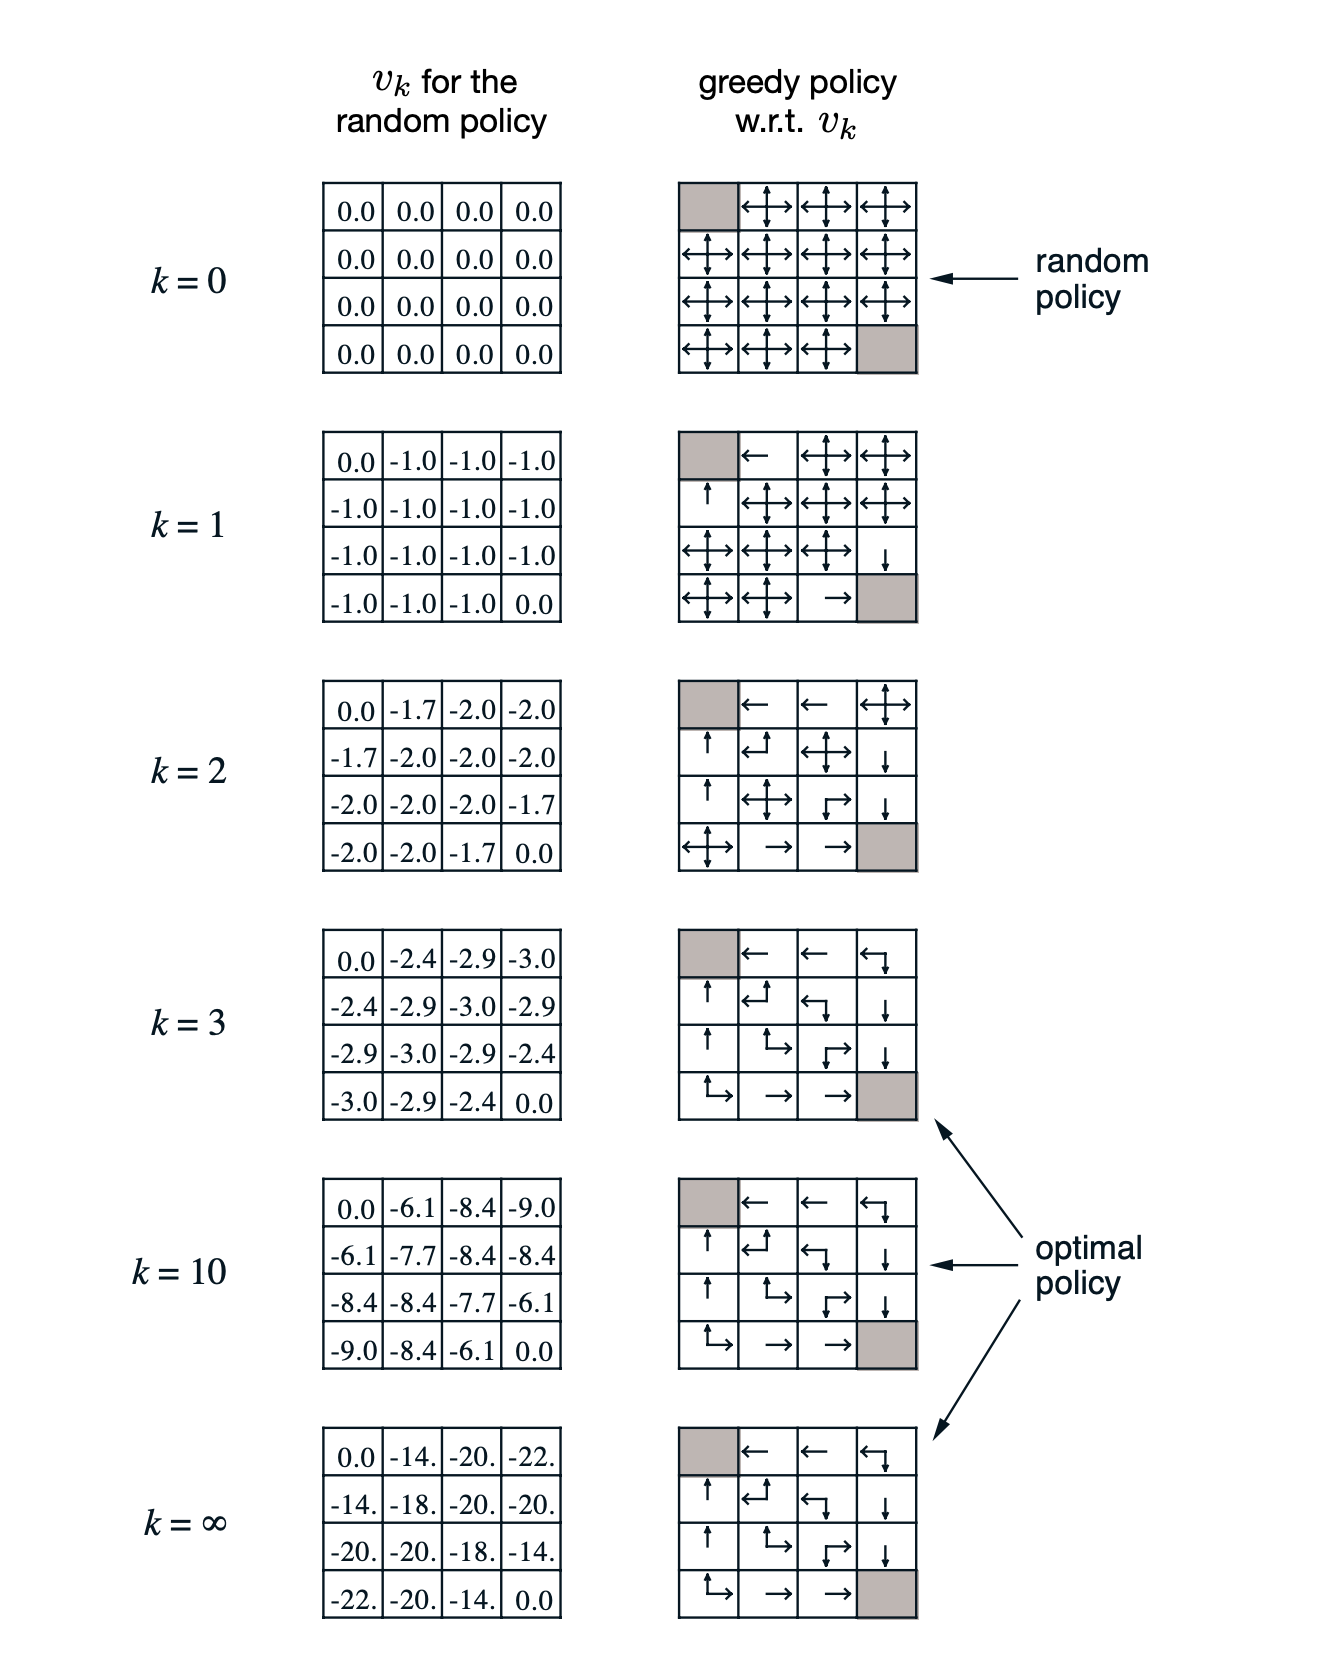 vk for the
random policy
greedy policy
w.r.t. vk
k = 0
0.0 0.0 0.0 0.0
0.0 0.0 0.0 0.0
0.0 0.0 0.0 0.0
0.0 0.0 0.0 0.0
random
policy
k = 1
0.0 -1.0 -1.0 -1.0
-1.0 -1.0 -1.0 -1.0
-1.0 -1.0 -1.0 -1.0
-1.0 -1.0 -1.0 0.0
k = 2
0.0 -1.7 -2.0 -2.0
-1.7 -2.0 -2.0 -2.0
-2.0 -2.0 -2.0 -1.7
-2.0 -2.0 -1.7 0.0
k = 3
0.0 -2.4 -2.9 -3.0
-2.4 -2.9 -3.0 -2.9
-2.9 -3.0 -2.9 -2.4
-3.0 -2.9 -2.4 0.0
k = 10
0.0 -6.1 -8.4 -9.0
-6.1 -7.7 -8.4 -8.4
-8.4 -8.4 -7.7 -6.1
-9.0 -8.4 -6.1 0.0
optimal
policy
k = ∞
0.0 -14. -20. -22.
-14. -18. -20. -20.
-20. -20. -18. -14.
-22. -20. -14. 0.0